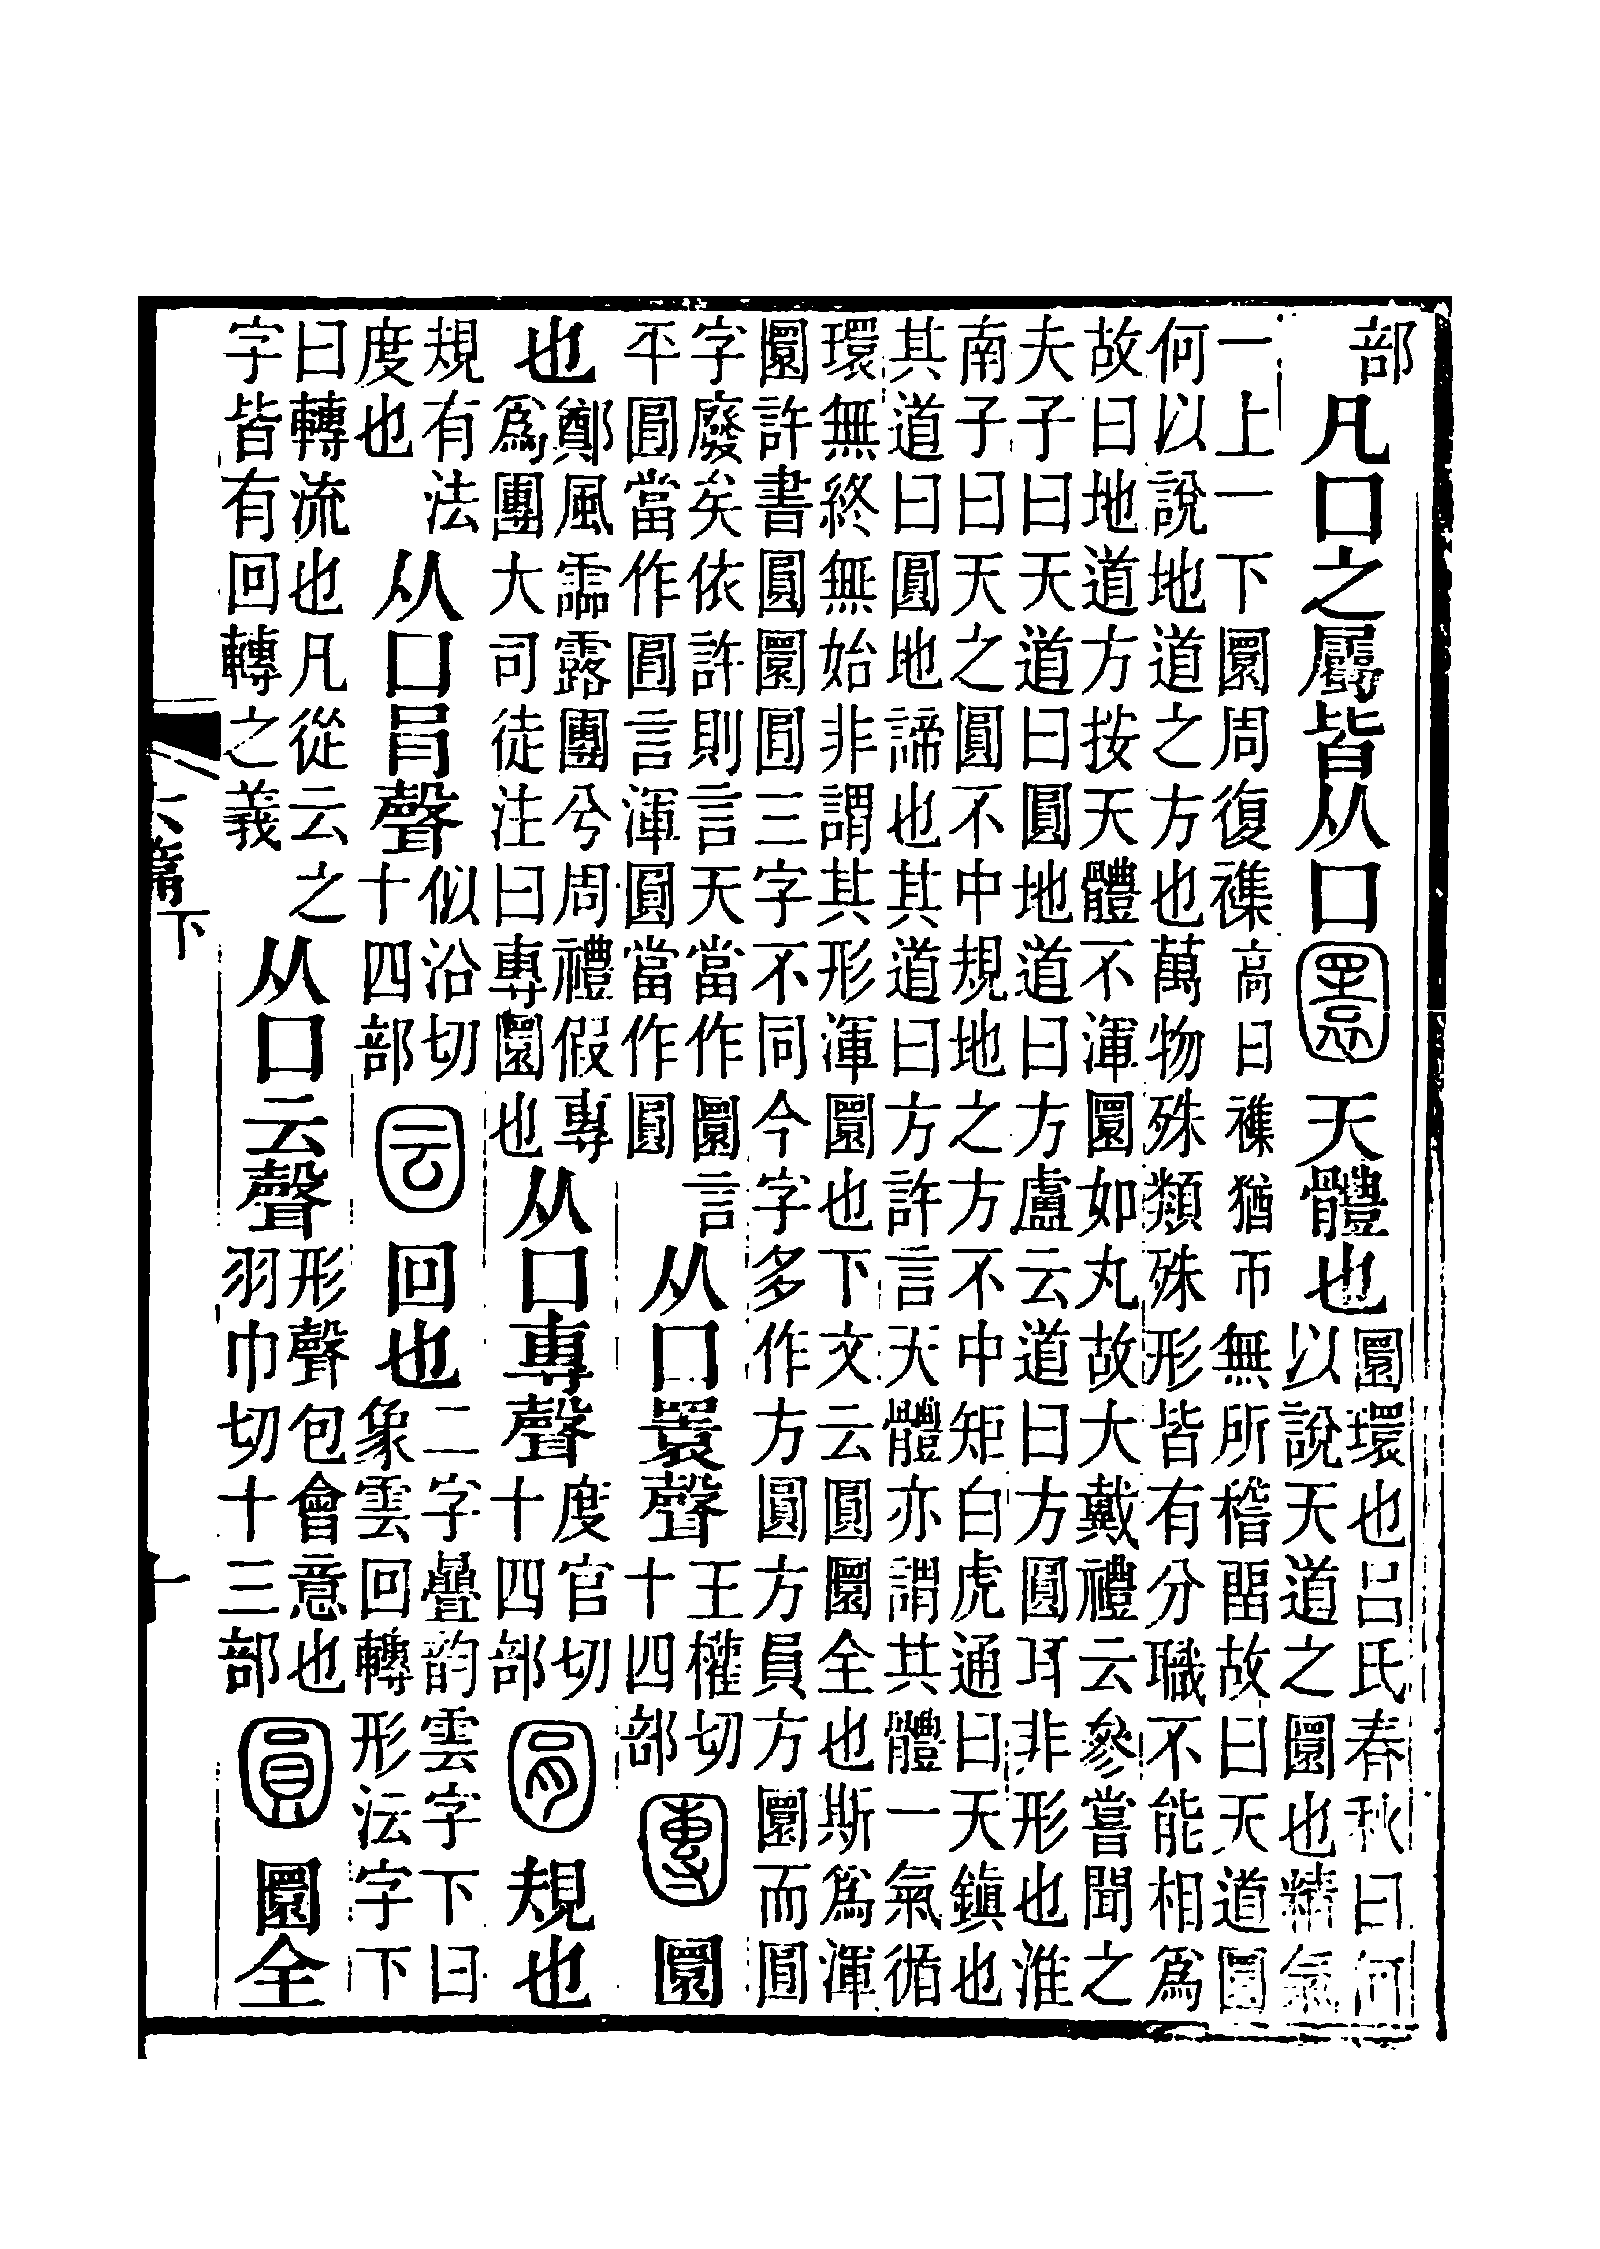 部凡囗之屬皆从囗圜天體也圜環也呂氏春秋曰何
以說天道之圜也精氣
一上一下圜周復襍高曰襍猶帀無所稽畱故曰天道圜
何以說地道之方也萬物殊類殊形皆有分職不能相爲
故曰地道方按天體不渾圜如丸故大戴禮云參嘗聞之
夫子曰天道曰圓地道曰方盧云道曰方圓耳非形也淮
南子曰天之圓不中規地之方不中矩白虎通曰天鎮也
其道曰圓地諦也其道曰方許言天體亦謂其體一氣循
環無終無始非謂其形渾圜也下文云圓圜全也斯爲渾
圜許書圓圜圎三字不同今字多作方圓方員方圜而圎
字廢矣依許則言天當作圜言
平圎當作圎言渾圓當作圓
从囗瞏聲王權切
十四部
團圜
也鄭風霝露團兮周禮假專
爲團大司徒注曰專圜也
从囗專聲度官切
十四部
圎規也
規有法
度也
从囗肙聲似沿切
十四部
囩回也二字疊韵雲字下曰
象雲回轉形沄字下
曰轉流也凡從云之
字皆有回轉之義
从囗云聲形聲包會意也
羽巾切十三部
圓圜全
六篇下
十